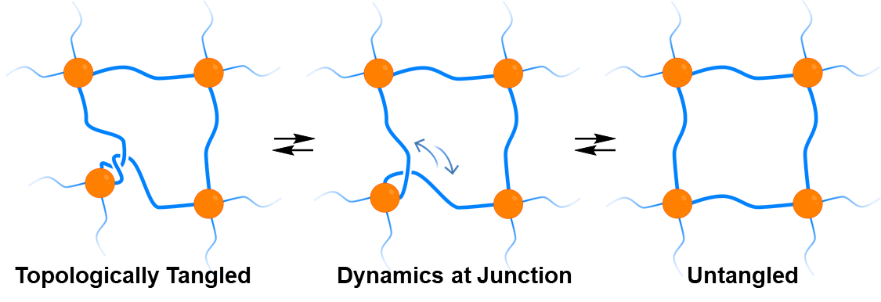 Topologically Tangled
Dynamics at Junction
Untangled